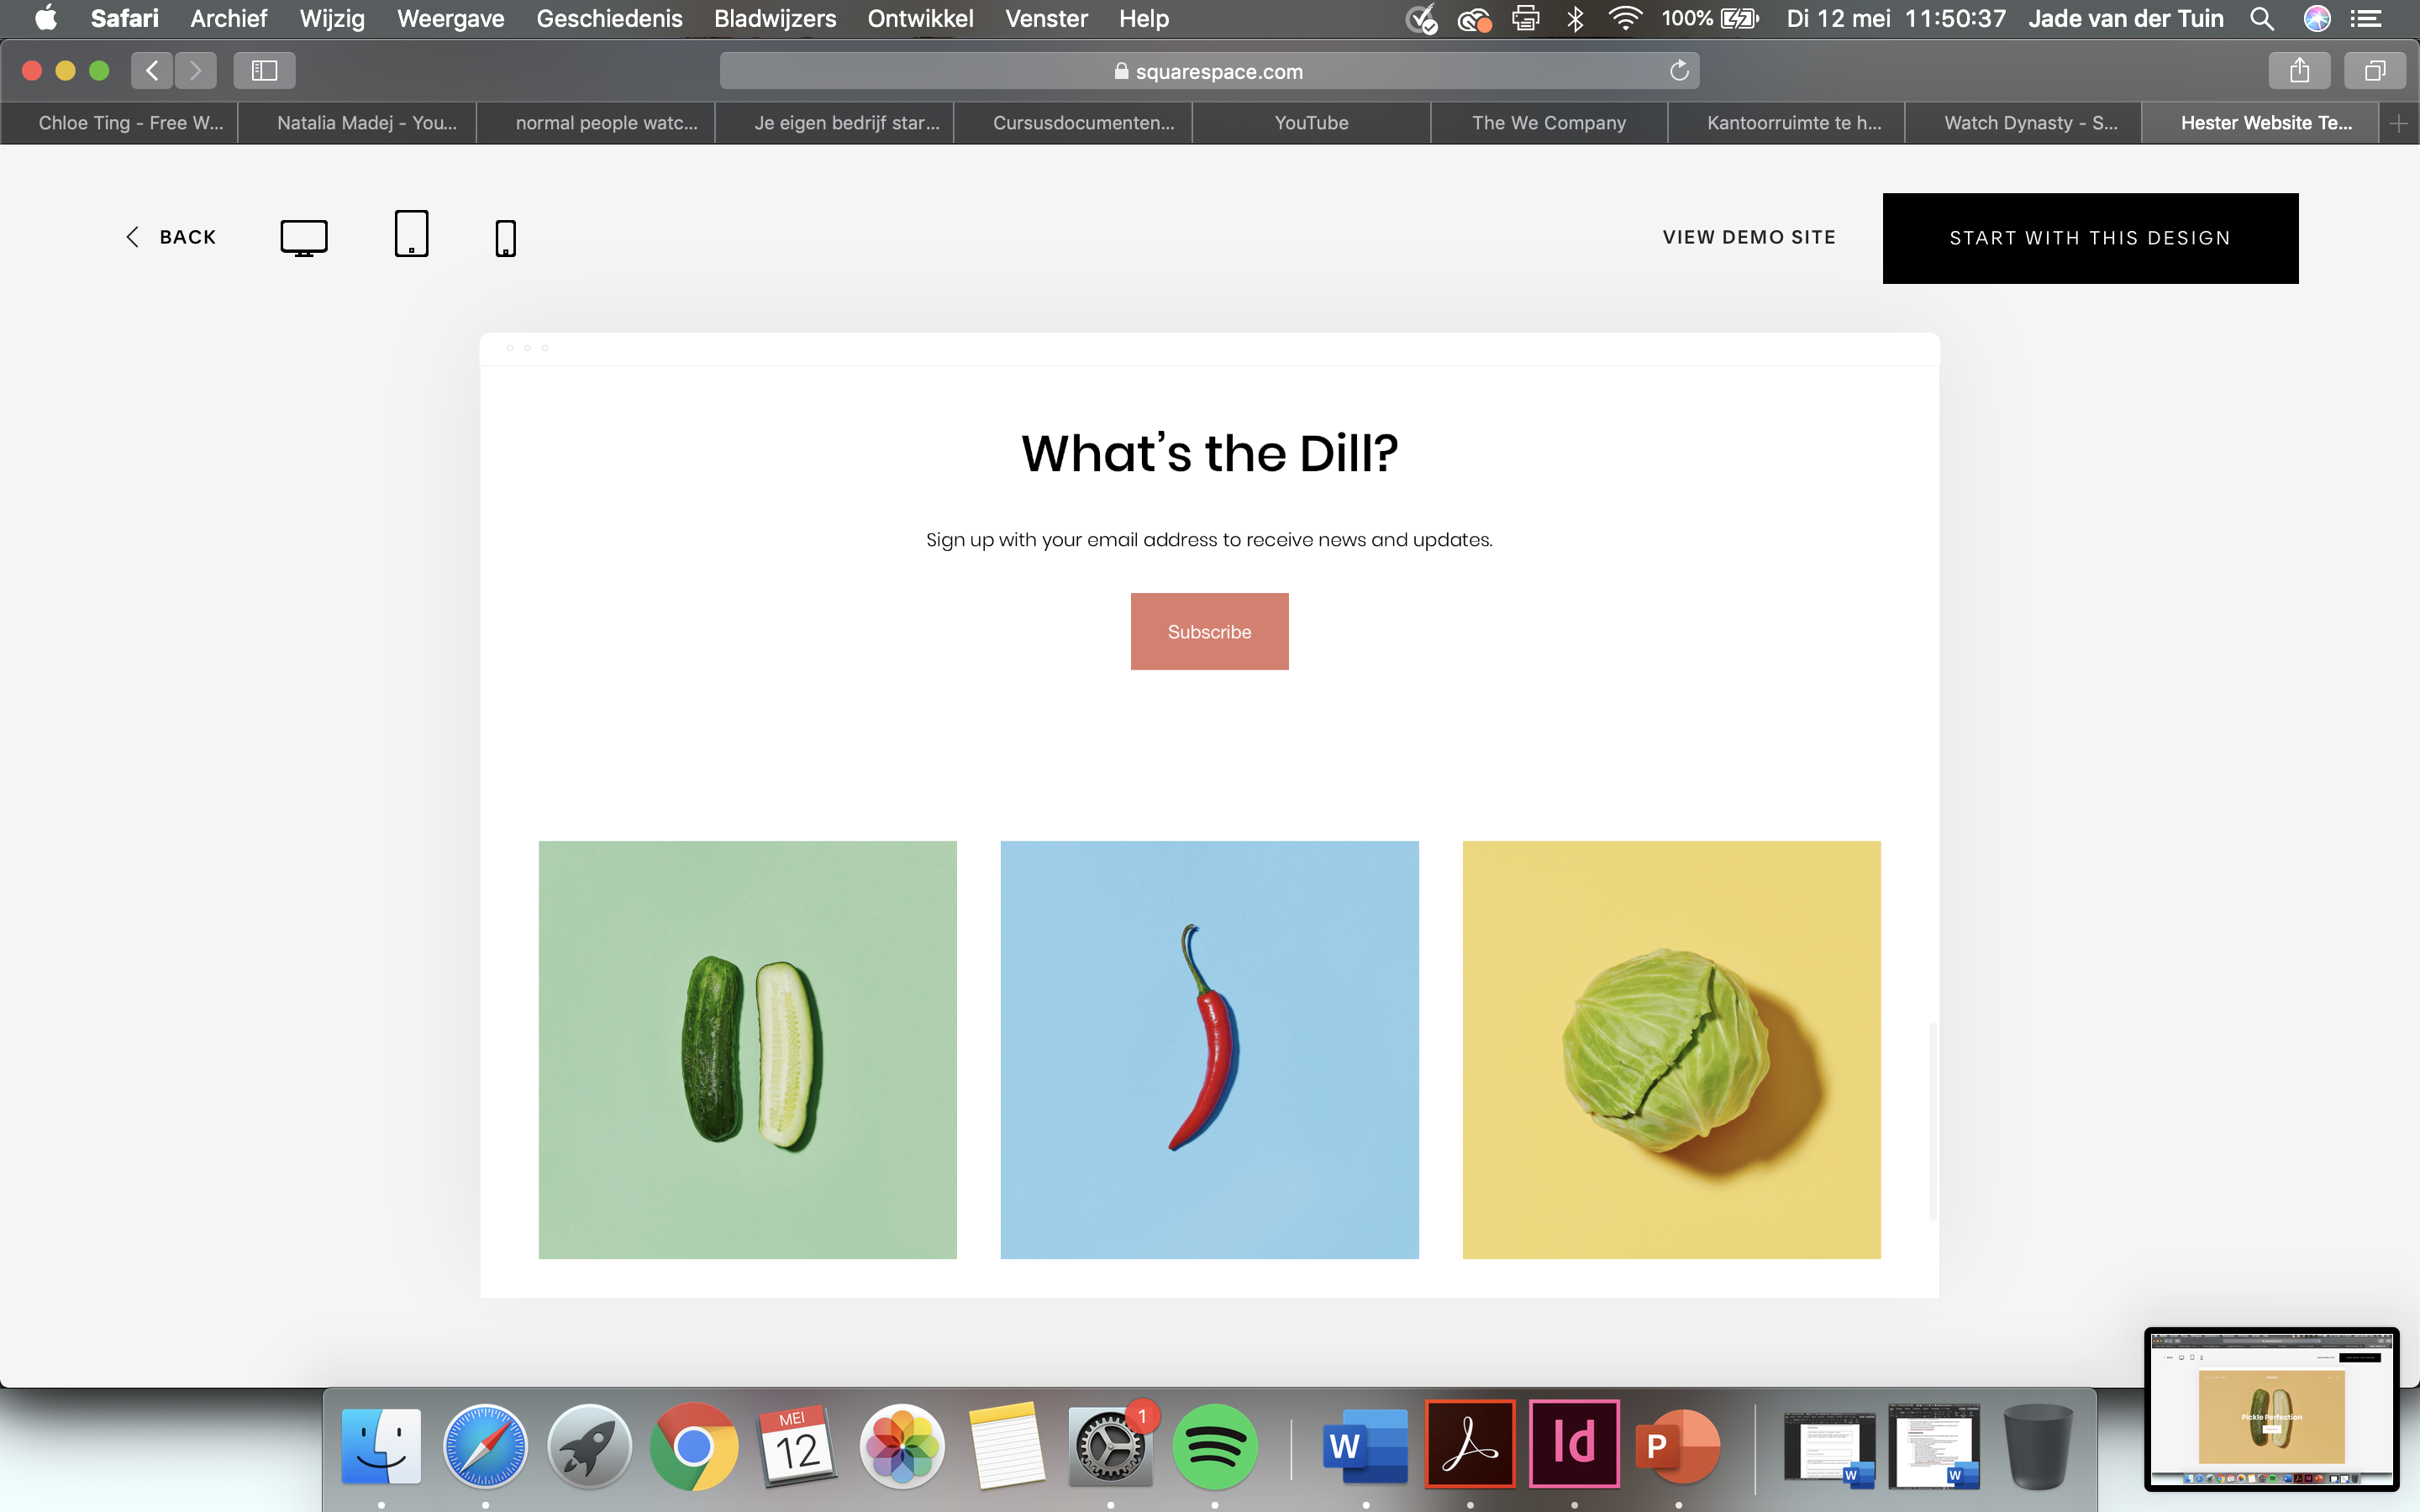 Safari Archief Wijzig Weergave Geschiedenis Bladwijzers Ontwikkel Venster Help 100% Di 12 mei 11:50:37 Jade van der Tuin
squarespace.com
Chloe Ting - Free W... Natalia Madej - You... normal people watc... Je eigen bedrijf star... Cursusdocumenten... YouTube The We Company Kantoorruimte te h... Watch Dynasty - S... Hester Website Te...
BACK VIEW DEMO SITE START WITH THIS DESIGN
What's the Dill?
Sign up with your email address to receive news and updates.
Subscribe
Pickle Perfection
MEI
12
1
W
Id
P
W
W